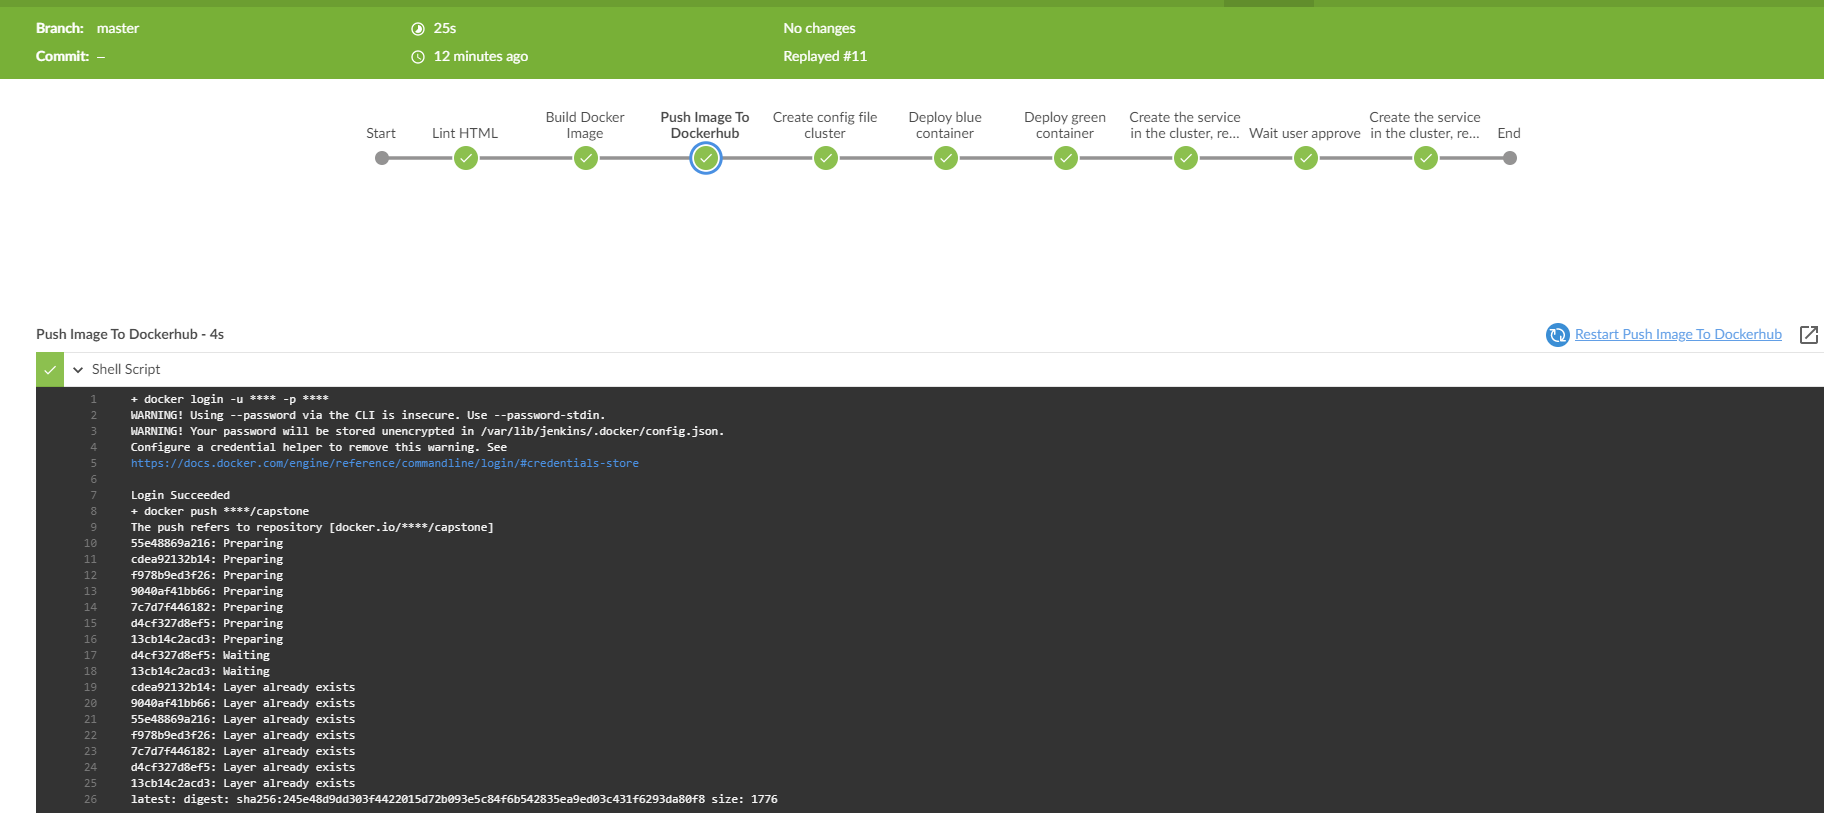 Branch: master
25s
No changes
Commit: –
12 minutes ago
Replayed #11
Start
Lint HTML
Build Docker
Image
Push Image To
Dockerhub
Create config file
cluster
Deploy blue
container
Deploy green
container
Create the service
in the cluster, re...
Wait user approve
Create the service
in the cluster, re...
End
Push Image To Dockerhub - 4s
Restart Push Image To Dockerhub
Shell Script
1 + docker login -u **** -p ****
2 WARNING! Using --password via the CLI is insecure. Use --password-stdin.
3 WARNING! Your password will be stored unencrypted in /var/lib/jenkins/.docker/config.json.
4 Configure a credential helper to remove this warning. See
5 https://docs.docker.com/engine/reference/commandline/login/#credentials-store
6
7 Login Succeeded
8 + docker push ****/capstone
9 The push refers to repository [docker.io/****/capstone]
10 55e48869a216: Preparing
11 cdea92132b14: Preparing
12 f978b9ed3f26: Preparing
13 9040af41bb66: Preparing
14 7c7d7f446182: Preparing
15 d4cf327d8ef5: Preparing
16 13cb14c2acd3: Preparing
17 d4cf327d8ef5: Waiting
18 13cb14c2acd3: Waiting
19 cdea92132b14: Layer already exists
20 9040af41bb66: Layer already exists
21 55e48869a216: Layer already exists
22 f978b9ed3f26: Layer already exists
23 7c7d7f446182: Layer already exists
24 d4cf327d8ef5: Layer already exists
25 13cb14c2acd3: Layer already exists
26 latest: digest: sha256:245e48d9dd303f4422015d72b093e5c84f6b542835ea9ed03c431f6293da80f8 size: 1776